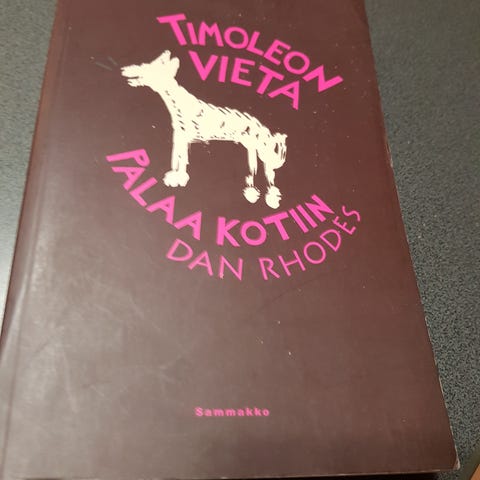 TIMOLEON
VIETA
PALAA KOTIIN
DAN RHODES
Sammakko